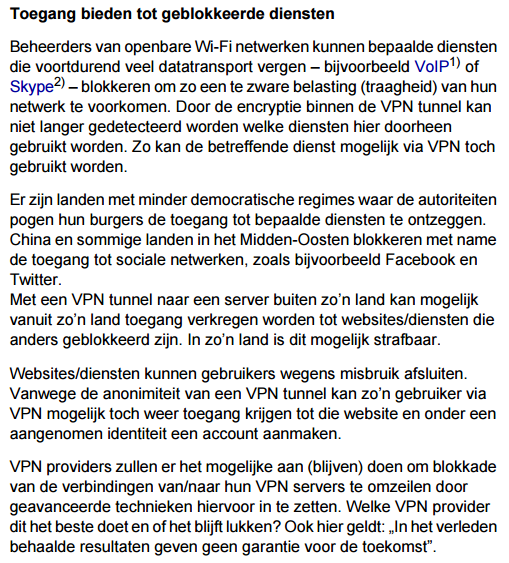 Toegang bieden tot geblokkeerde diensten
Beheerders van openbare Wi-Fi netwerken kunnen bepaalde diensten
die voortdurend veel datatransport vergen – bijvoorbeeld VoIP1) of
Skype2) – blokkeren om zo een te zware belasting (traagheid) van hun
netwerk te voorkomen. Door de encryptie binnen de VPN tunnel kan
niet langer gedetecteerd worden welke diensten hier doorheen
gebruikt worden. Zo kan de betreffende dienst mogelijk via VPN toch
gebruikt worden.
Er zijn landen met minder democratische regimes waar de autoriteiten
pogen hun burgers de toegang tot bepaalde diensten te ontzeggen.
China en sommige landen in het Midden-Oosten blokkeren met name
de toegang tot sociale netwerken, zoals bijvoorbeeld Facebook en
Twitter.
Met een VPN tunnel naar een server buiten zo’n land kan mogelijk
vanuit zo’n land toegang verkregen worden tot websites/diensten die
anders geblokkeerd zijn. In zo’n land is dit mogelijk strafbaar.
Websites/diensten kunnen gebruikers wegens misbruik afsluiten.
Vanwege de anonimiteit van een VPN tunnel kan zo’n gebruiker via
VPN mogelijk toch weer toegang krijgen tot die website en onder een
aangenomen identiteit een account aanmaken.
VPN providers zullen er het mogelijke aan (blijven) doen om blokkade
van de verbindingen van/naar hun VPN servers te omzeilen door
geavanceerde technieken hiervoor in te zetten. Welke VPN provider
dit het beste doet en of het blijft lukken? Ook hier geldt: „In het verleden
behaalde resultaten geven geen garantie voor de toekomst”.